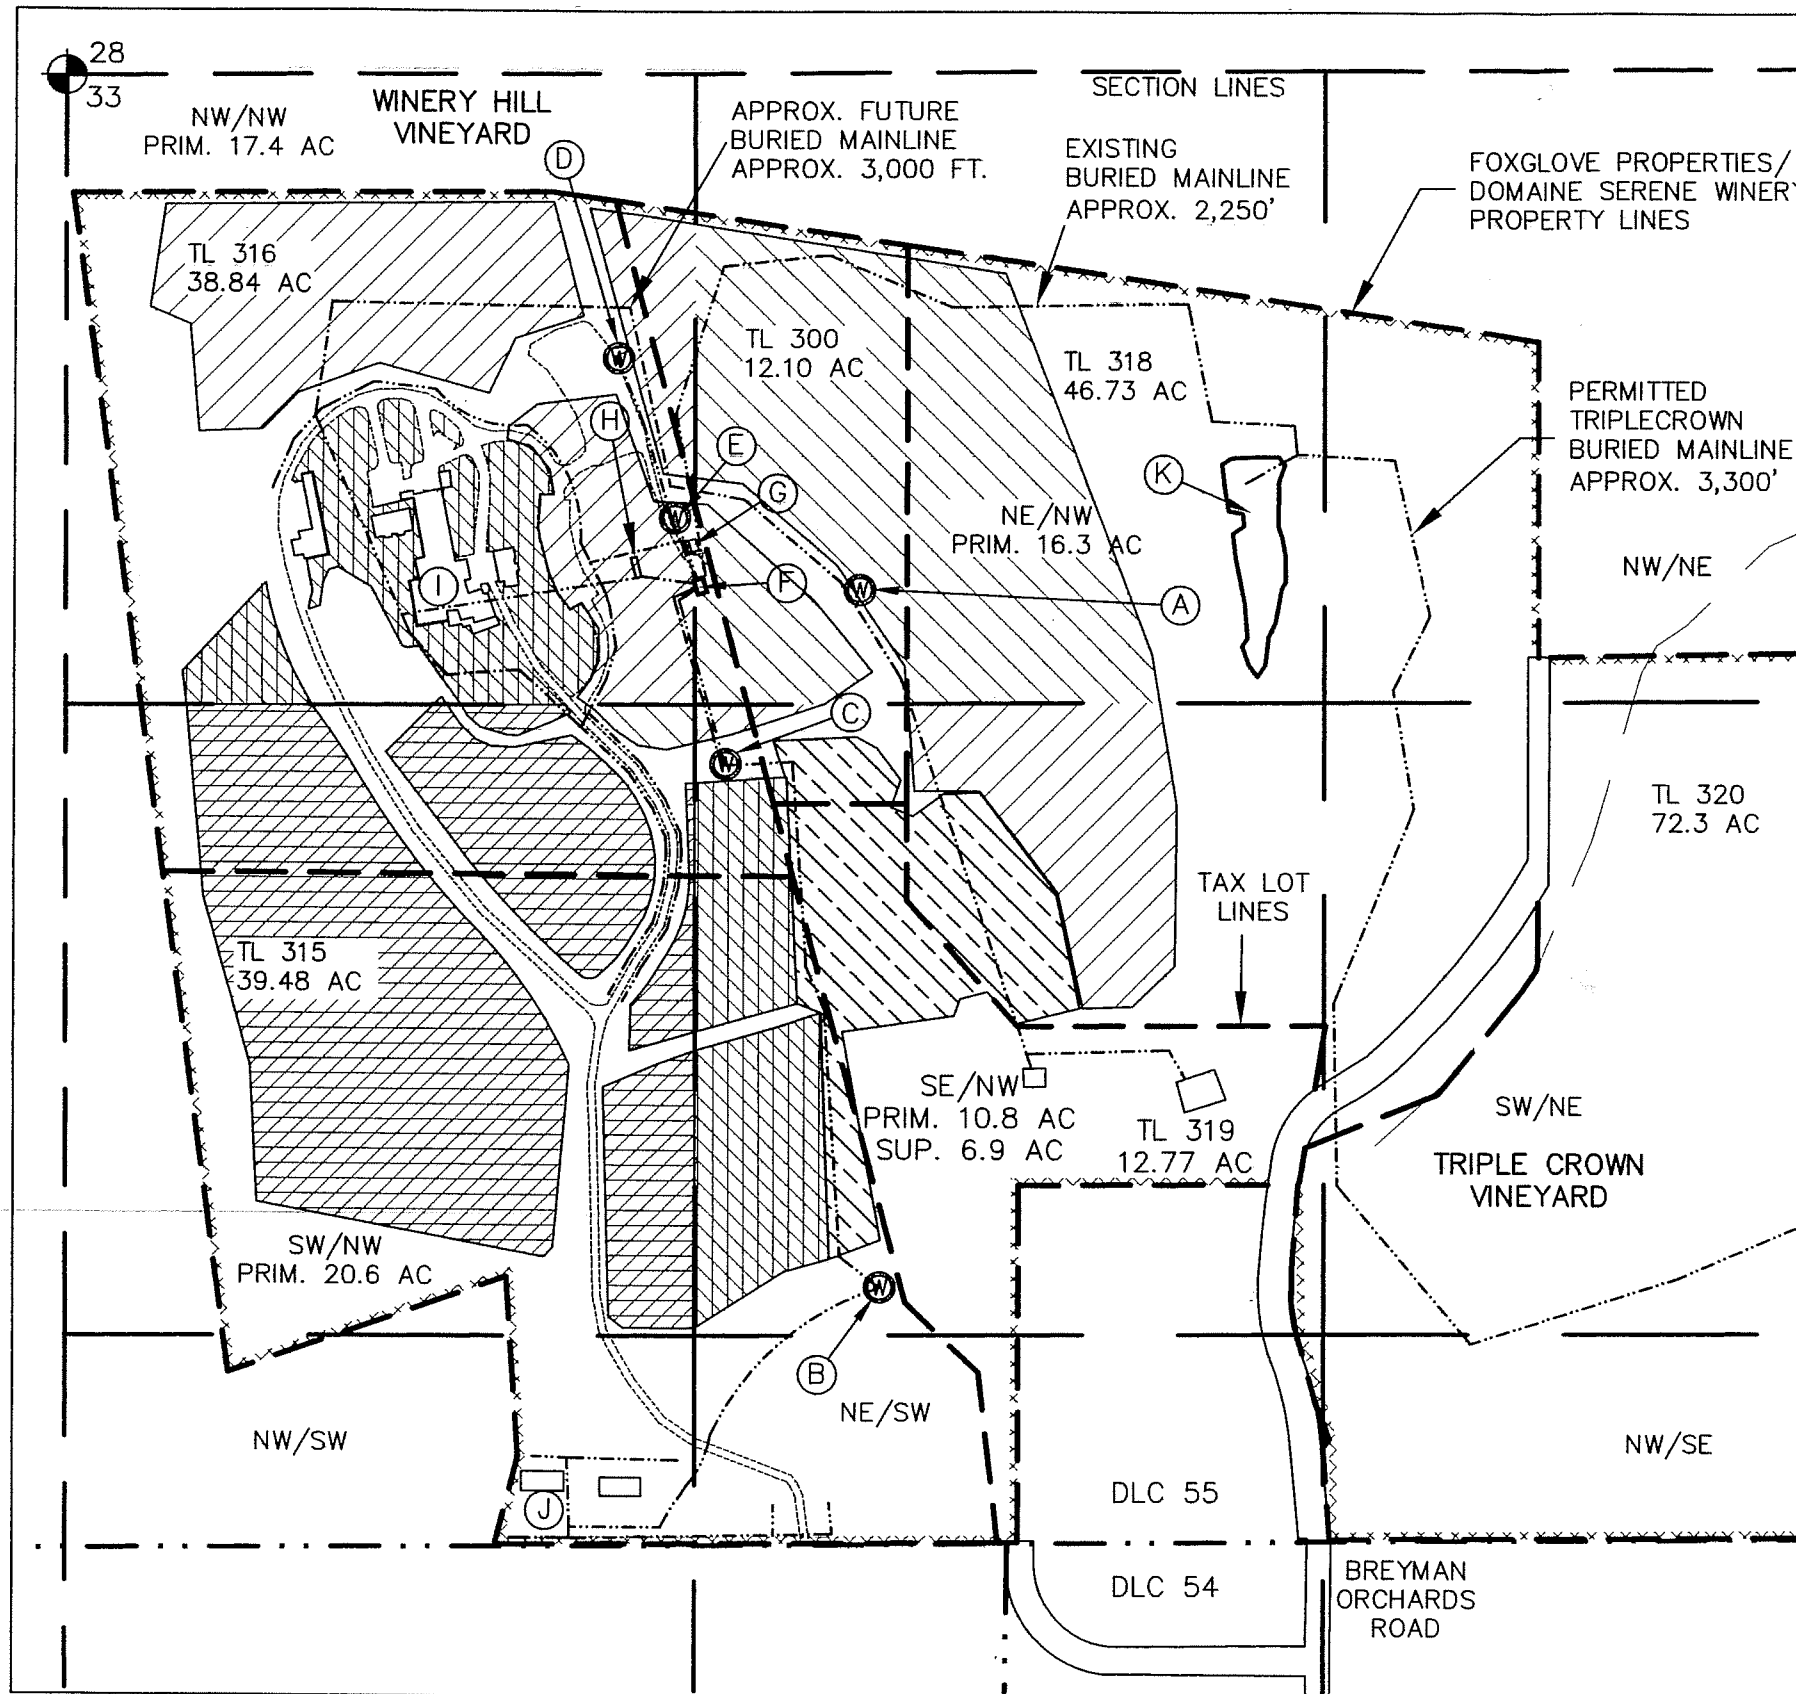 28
33
NW/NW
PRIM. 17.4 AC
WINERY HILL
VINEYARD
APPROX. FUTURE
BURIED MAINLINE
APPROX. 3,000 FT.
SECTION LINES
EXISTING
BURIED MAINLINE
APPROX. 2,250'
FOXGLOVE PROPERTIES/
DOMAINE SERENE WINERY
PROPERTY LINES
D
TL 316
38.84 AC
TL 300
12.10 AC
TL 318
46.73 AC
W
PERMITTED
TRIPLECROWN
BURIED MAINLINE
APPROX. 3,300'
H
E
G
K
W
NE/NW
PRIM. 16.3 AC
I
F
W
A
NW/NE
C
W
TL 320
72.3 AC
TAX LOT
LINES
TL 315
39.48 AC
SE/NW
PRIM. 10.8 AC
SUP. 6.9 AC
TL 319
12.77 AC
SW/NE
TRIPLE CROWN
VINEYARD
SW/NW
PRIM. 20.6 AC
W
B
NW/SW
NE/SW
NW/SE
J
DLC 55
DLC 54
BREYMAN
ORCHARDS
ROAD